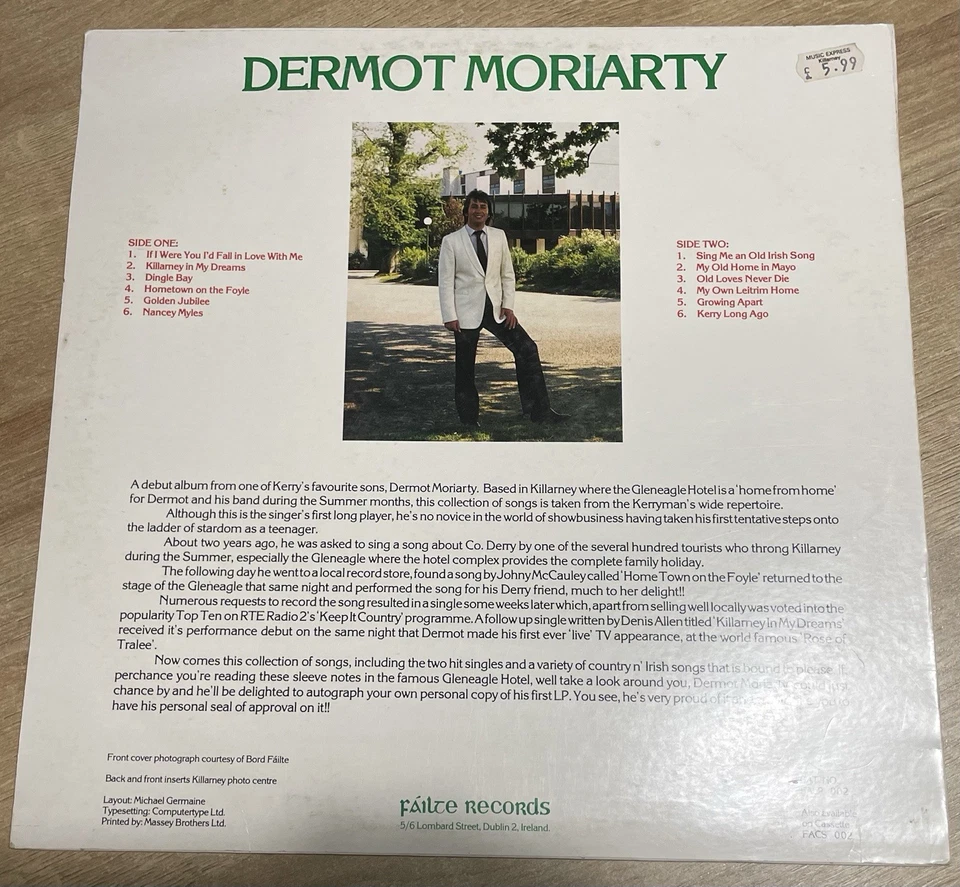 DERMOT MORIARTY
MUSIC EXPRESS
Killarney
£ 5.99
SIDE ONE:
1. If I Were You I'd Fall in Love With Me
2. Killarney in My Dreams
3. Dingle Bay
4. Hometown on the Foyle
5. Golden Jubilee
6. Nancey Myles
SIDE TWO:
1. Sing Me an Old Irish Song
2. My Old Home in Mayo
3. Old Loves Never Die
4. My Own Leitrim Home
5. Growing Apart
6. Kerry Long Ago
A debut album from one of Kerry's favourite sons, Dermot Moriarty. Based in Killarney where the Gleneagle Hotel is a 'home from home'
for Dermot and his band during the Summer months, this collection of songs is taken from the Kerryman's wide repertoire.
Although this is the singer's first long player, he's no novice in the world of showbusiness having taken his first tentative steps onto
the ladder of stardom as a teenager.
About two years ago, he was asked to sing a song about Co. Derry by one of the several hundred tourists who throng Killarney
during the Summer, especially the Gleneagle where the hotel complex provides the complete family holiday.
The following day he went to a local record store, found a song by Johny McCauley called 'Home Town on the Foyle' returned to the
stage of the Gleneagle that same night and performed the song for his Derry friend, much to her delight!!
Numerous requests to record the song resulted in a single some weeks later which, apart from selling well locally was voted into the
popularity Top Ten on RTE Radio 2's 'Keep It Country' programme. A follow up single written by Denis Allen titled 'Killarney in My Dreams'
received it's performance debut on the same night that Dermot made his first ever 'live' TV appearance, at the world famous 'Rose of
Tralee'.
Now comes this collection of songs, including the two hit singles and a variety of country n' Irish songs that is bound to please. If
perchance you're reading these sleeve notes in the famous Gleneagle Hotel, well take a look around you, Dermot
chance by and he'll be delighted to autograph your own personal copy of his first LP. You see, he's very proud of
have his personal seal of approval on it!!
Front cover photograph courtesy of Bord Fáilte
Back and front inserts Killarney photo centre
Layout: Michael Germaine
Typesetting: Computertype Ltd.
Printed by: Massey Brothers Ltd.
FÁILTE RECORDS
5/6 Lombard Street, Dublin 2, Ireland.
Also Available
on Cassette
FACS 002